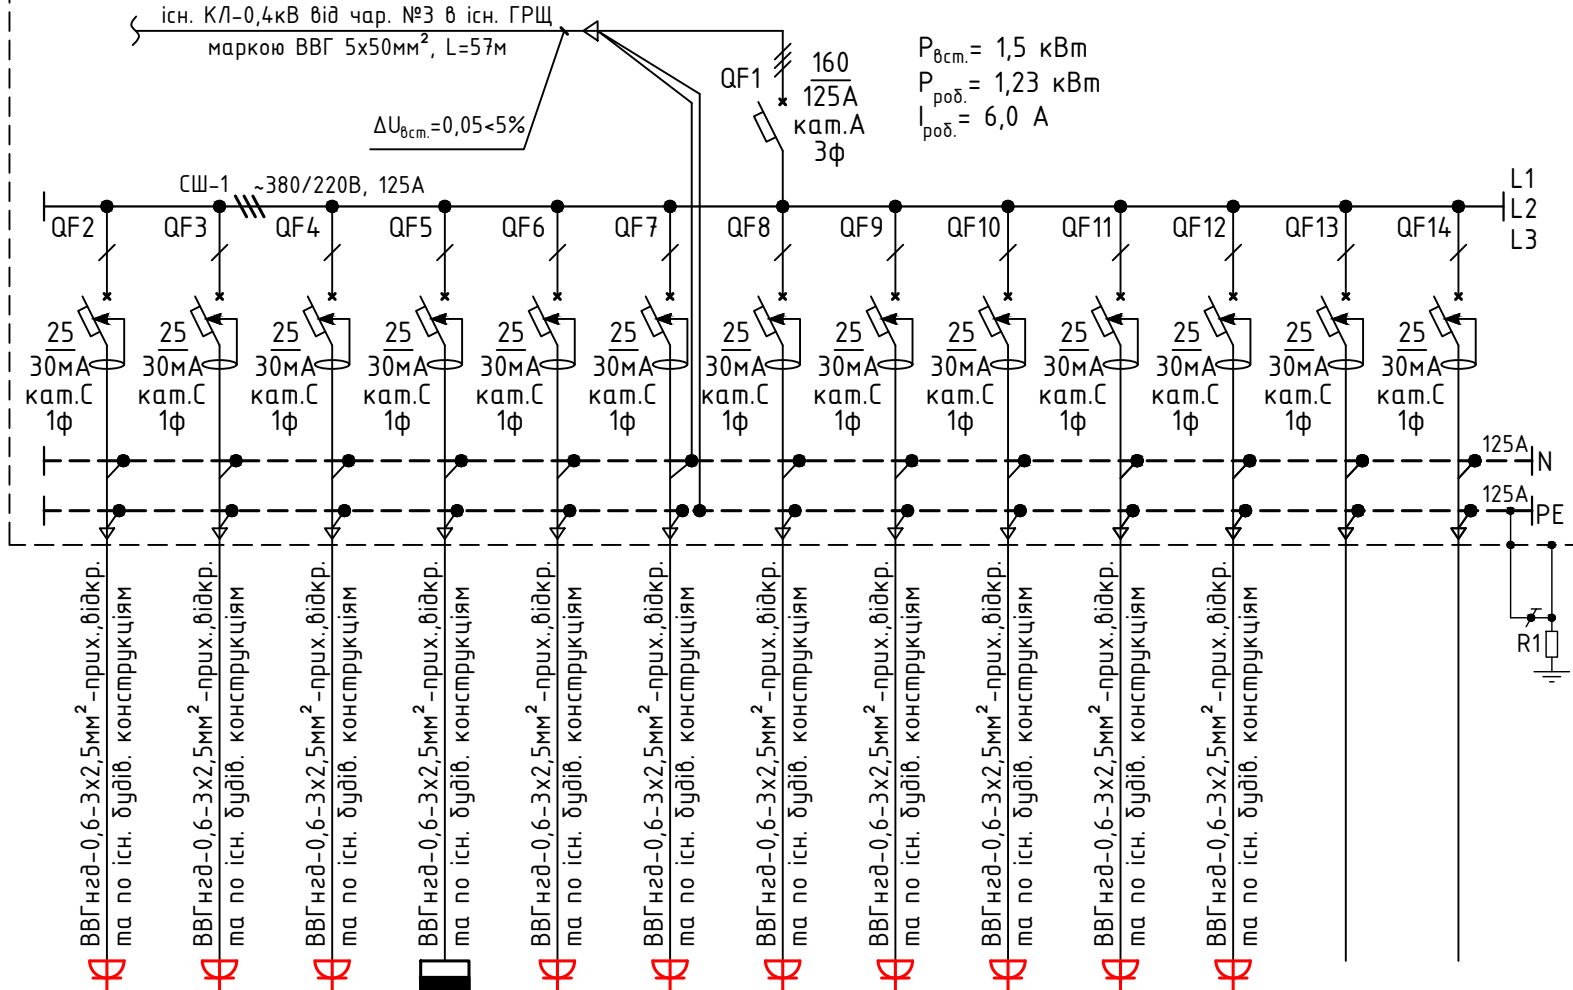 існ. КЛ-0,4кВ від чар. №3 в існ. ГРЩ
маркою ВВГ 5х50мм², L=57м
ΔUвст.=0,05<5%
QF1
160
125А
кат.А
3ф
Рвст.= 1,5 кВт
Рроб.= 1,23 кВт
Iроб.= 6,0 А
СШ-1 ~380/220В, 125А
L1
L2
L3
QF2 QF3 QF4 QF5 QF6 QF7 QF8 QF9 QF10 QF11 QF12 QF13 QF14
25 25 25 25 25 25 25 25 25 25 25 25 25
30мА 30мА 30мА 30мА 30мА 30мА 30мА 30мА 30мА 30мА 30мА 30мА 30мА
кат.С кат.С кат.С кат.С кат.С кат.С кат.С кат.С кат.С кат.С кат.С кат.С кат.С
1ф 1ф 1ф 1ф 1ф 1ф 1ф 1ф 1ф 1ф 1ф 1ф 1ф
125А N
125А PE
R1
ВВГнгд-0,6-3х2,5мм²-прих.,відкр.
та по існ. будів. конструкціям
ВВГнгд-0,6-3х2,5мм²-прих.,відкр.
та по існ. будів. конструкціям
ВВГнгд-0,6-3х2,5мм²-прих.,відкр.
та по існ. будів. конструкціям
ВВГнгд-0,6-3х2,5мм²-прих.,відкр.
та по існ. будів. конструкціям
ВВГнгд-0,6-3х2,5мм²-прих.,відкр.
та по існ. будів. конструкціям
ВВГнгд-0,6-3х2,5мм²-прих.,відкр.
та по існ. будів. конструкціям
ВВГнгд-0,6-3х2,5мм²-прих.,відкр.
та по існ. будів. конструкціям
ВВГнгд-0,6-3х2,5мм²-прих.,відкр.
та по існ. будів. конструкціям
ВВГнгд-0,6-3х2,5мм²-прих.,відкр.
та по існ. будів. конструкціям
ВВГнгд-0,6-3х2,5мм²-прих.,відкр.
та по існ. будів. конструкціям
ВВГнгд-0,6-3х2,5мм²-прих.,відкр.
та по існ. будів. конструкціям